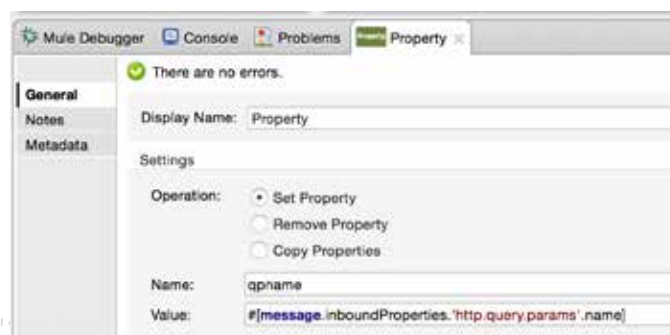 Mule Debugger Console Problems Property
There are no errors.
General
Notes
Metadata
Display Name: Property
Settings
Operation: Set Property
Remove Property
Copy Properties
Name: qpname
Value: #[message.inboundProperties.'http.query.params'.name]